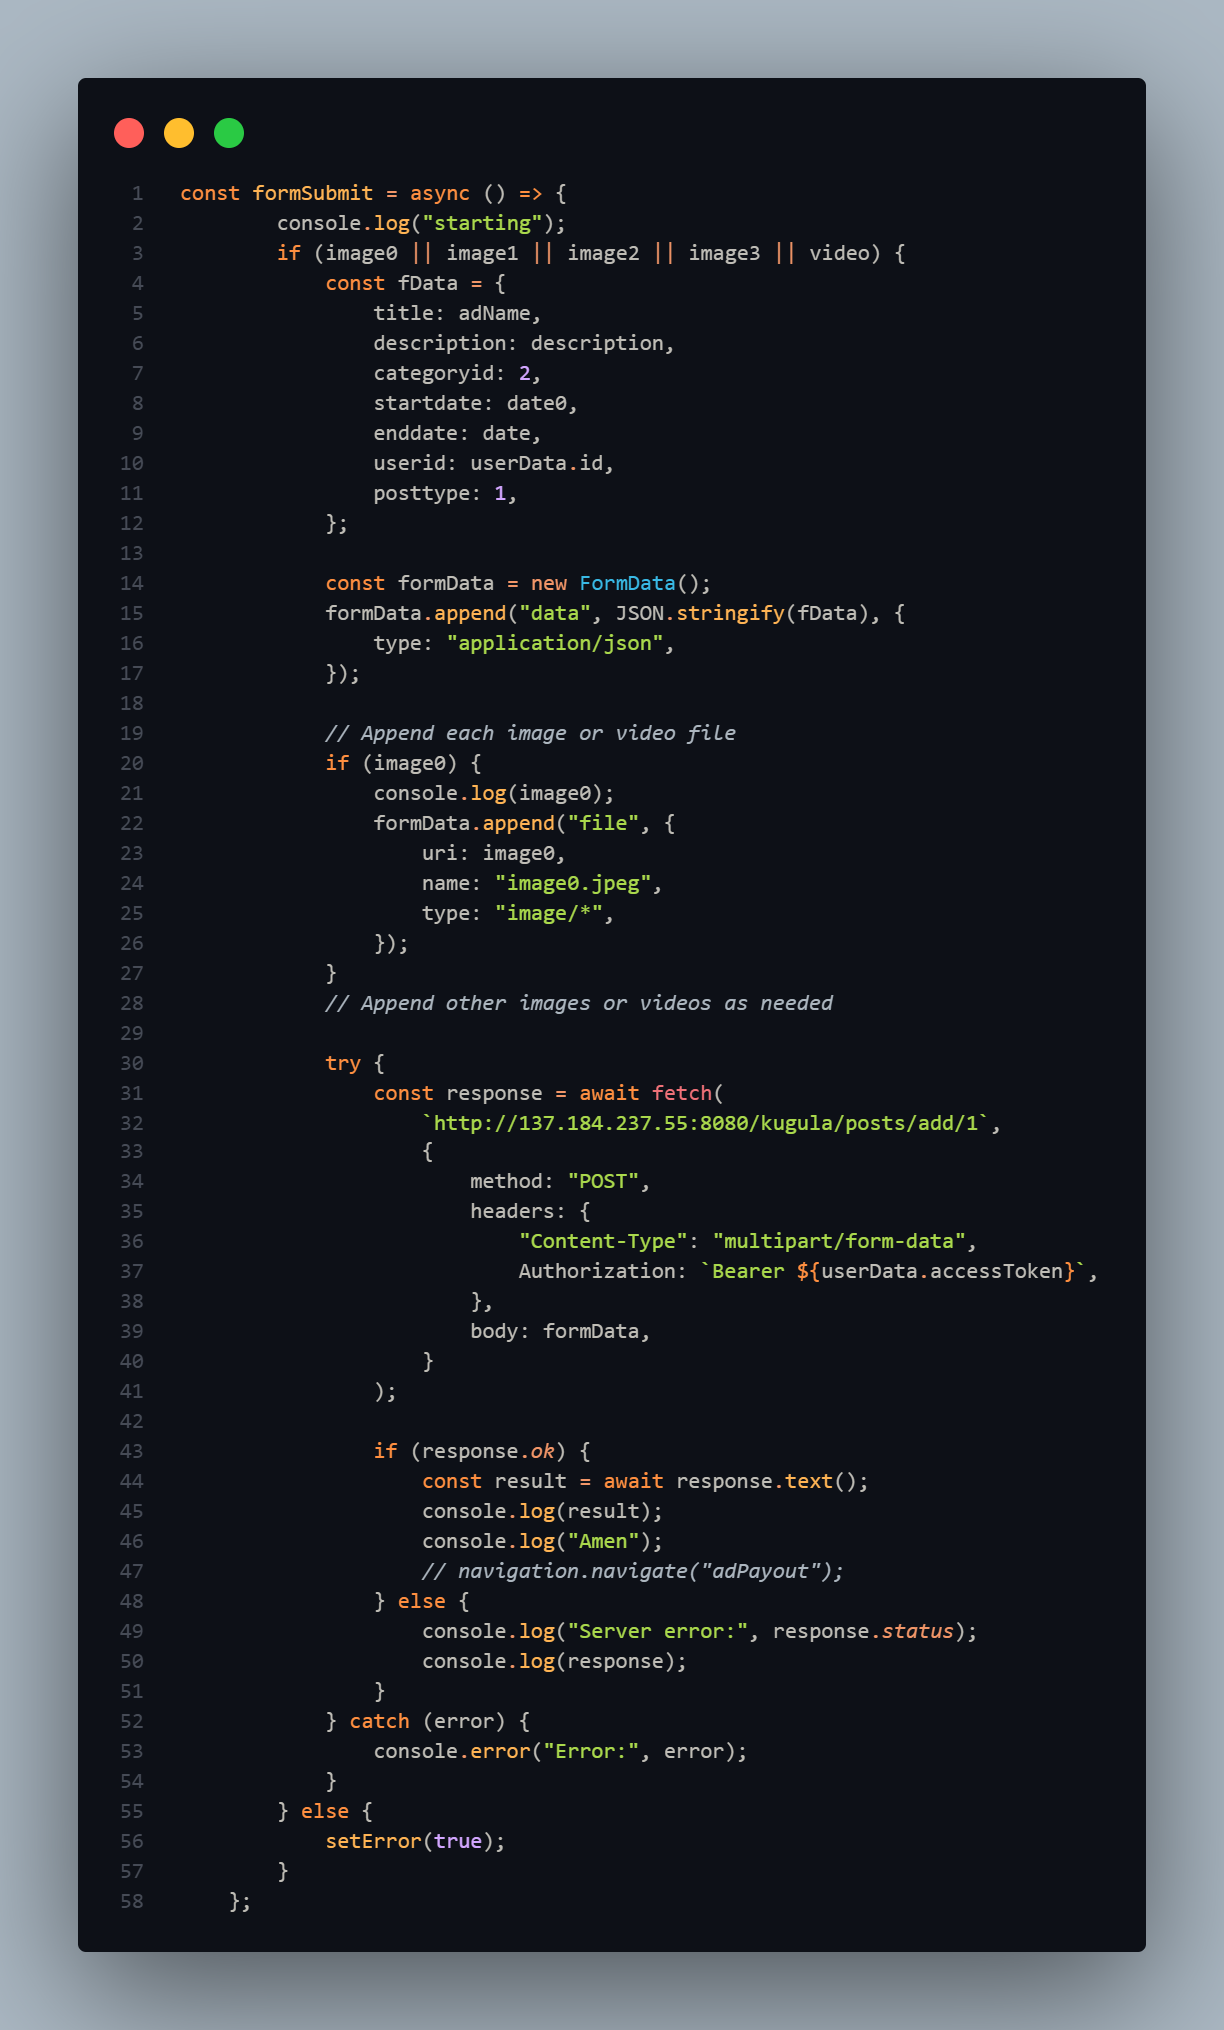 1 const formSubmit = async () => {
2 console.log("starting");
3 if (image0 || image1 || image2 || image3 || video) {
4 const fData = {
5 title: adName,
6 description: description,
7 categoryid: 2,
8 startdate: date0,
9 enddate: date,
10 userid: userData.id,
11 posttype: 1,
12 };
13
14 const formData = new FormData();
15 formData.append("data", JSON.stringify(fData), {
16 type: "application/json",
17 });
18
19 // Append each image or video file
20 if (image0) {
21 console.log(image0);
22 formData.append("file", {
23 uri: image0,
24 name: "image0.jpeg",
25 type: "image/*",
26 });
27 }
28 // Append other images or videos as needed
29
30 try {
31 const response = await fetch(
32 `http://137.184.237.55:8080/kugula/posts/add/1`,
33 {
34 method: "POST",
35 headers: {
36 "Content-Type": "multipart/form-data",
37 Authorization: `Bearer ${userData.accessToken}`,
38 },
39 body: formData,
40 }
41 );
42
43 if (response.ok) {
44 const result = await response.text();
45 console.log(result);
46 console.log("Amen");
47 // navigation.navigate("adPayout");
48 } else {
49 console.log("Server error:", response.status);
50 console.log(response);
51 }
52 } catch (error) {
53 console.error("Error:", error);
54 }
55 } else {
56 setError(true);
57 }
58 };